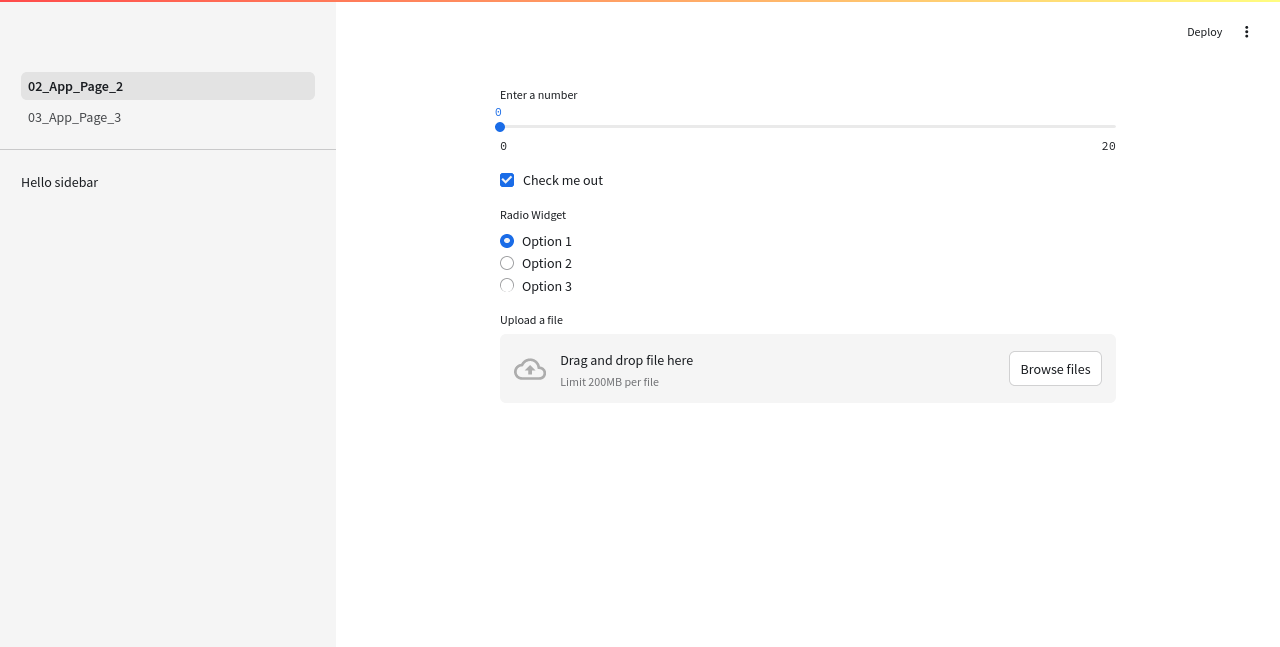 Deploy
02_App_Page_2
03_App_Page_3
Hello sidebar
Enter a number
0
0 20
Check me out
Radio Widget
Option 1
Option 2
Option 3
Upload a file
Drag and drop file here
Limit 200MB per file
Browse files